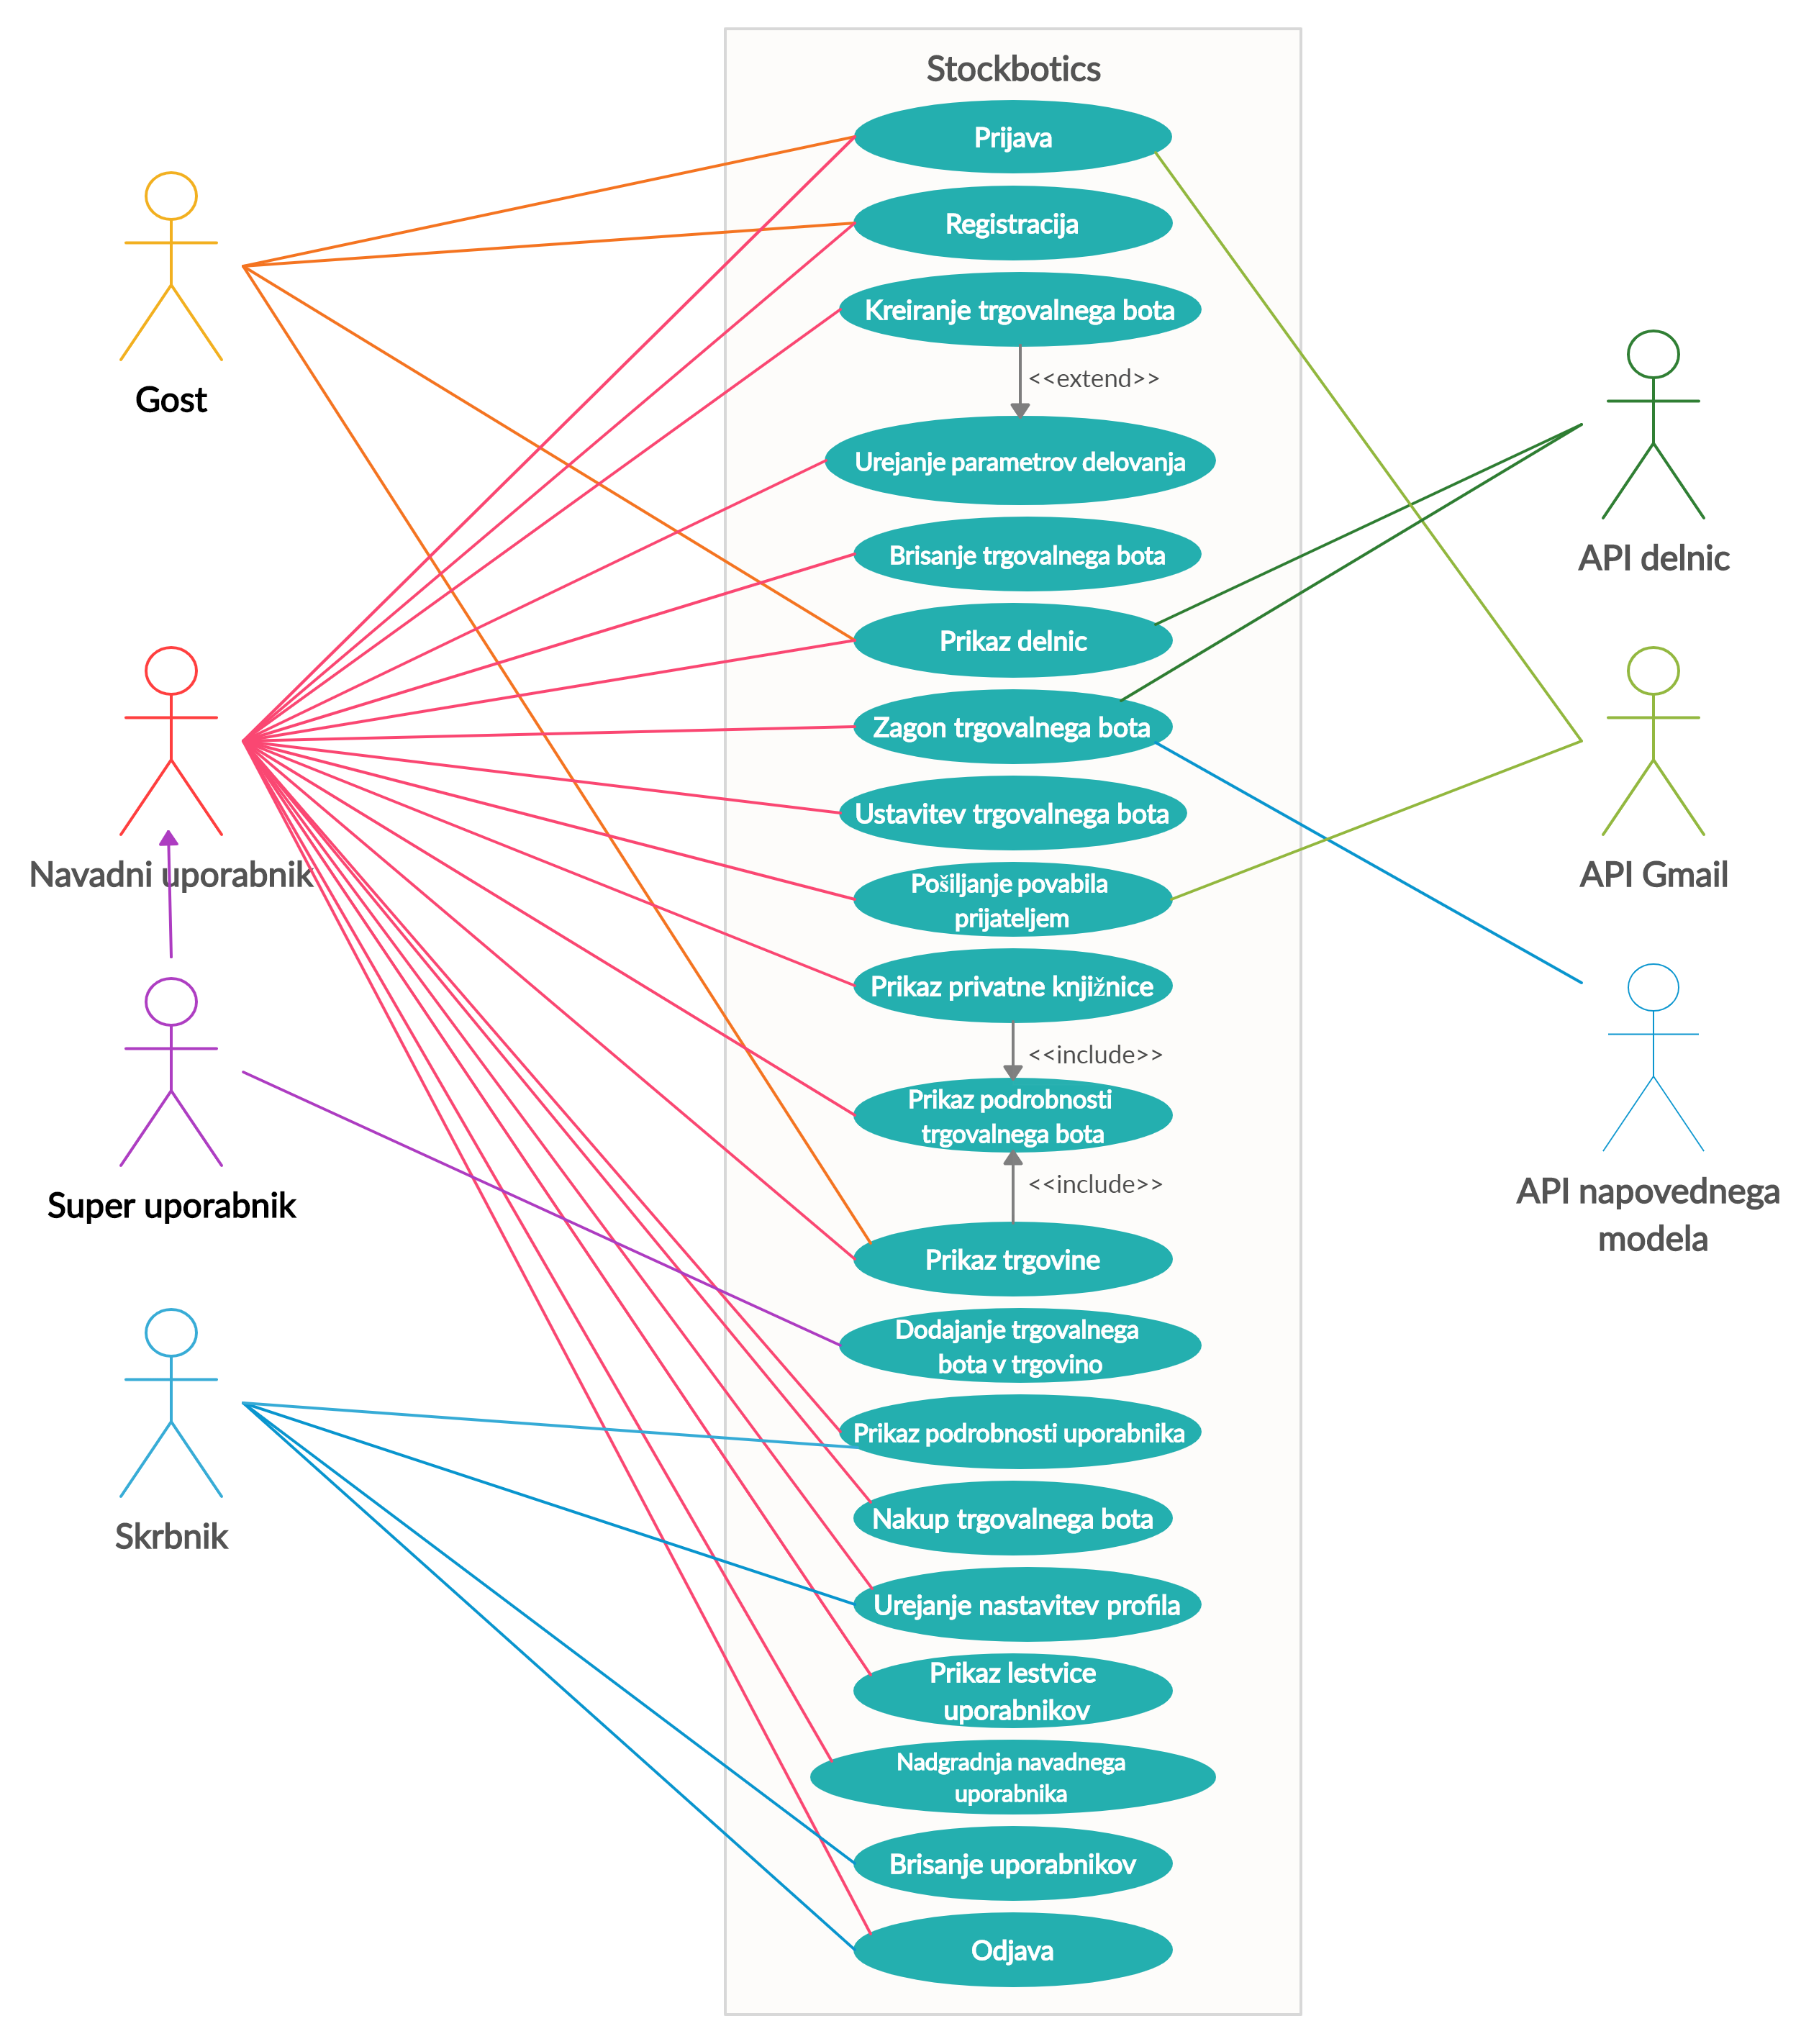 Stockbotics
Prijava
Registracija
Kreiranje trgovalnega bota
<<extend>>
Urejanje parametrov delovanja
Brisanje trgovalnega bota
Prikaz delnic
Zagon trgovalnega bota
Ustavitev trgovalnega bota
Pošiljanje povabila
prijateljem
Prikaz privatne knjižnice
<<include>>
Prikaz podrobnosti
trgovalnega bota
<<include>>
Prikaz trgovine
Dodajanje trgovalnega
bota v trgovino
Prikaz podrobnosti uporabnika
Nakup trgovalnega bota
Urejanje nastavitev profila
Prikaz lestvice
uporabnikov
Nadgradnja navadnega
uporabnika
Brisanje uporabnikov
Odjava
Gost
Navadni uporabnik
Super uporabnik
Skrbnik
API delnic
API Gmail
API napovednega
modela